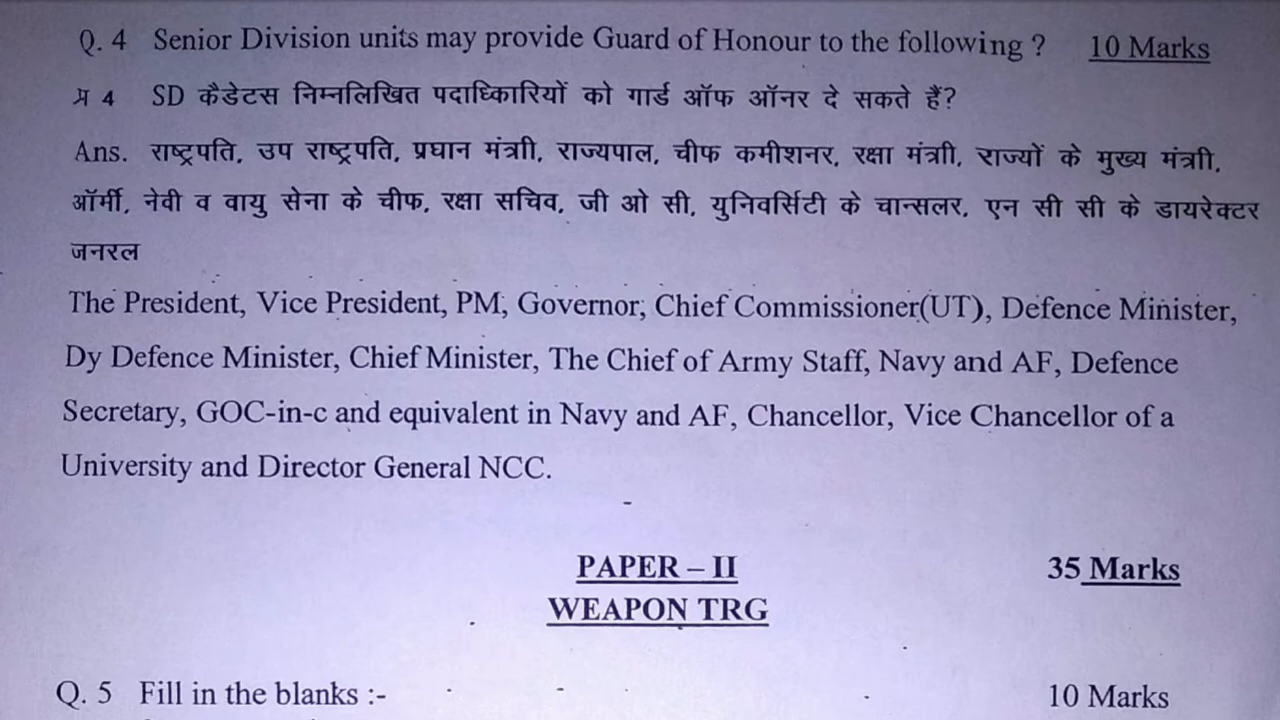 Q. 4 Senior Division units may provide Guard of Honour to the following ? 10 Marks
प्र 4 SD कैडेटस निम्नलिखित पदाध्किारियों को गार्ड ऑफ ऑनर दे सकते हैं?
Ans. राष्ट्रपति, उप राष्ट्रपति, प्रघान मंत्राी, राज्यपाल, चीफ कमीशनर, रक्षा मंत्राी, राज्यों के मुख्य मंत्राी,
ऑर्मी, नेवी व वायु सेना के चीफ, रक्षा सचिव, जी ओ सी, युनिवर्सिटी के चान्सलर, एन सी सी के डायरेक्टर
जनरल
The President, Vice President, PM, Governor, Chief Commissioner(UT), Defence Minister,
Dy Defence Minister, Chief Minister, The Chief of Army Staff, Navy and AF, Defence
Secretary, GOC-in-c and equivalent in Navy and AF, Chancellor, Vice Chancellor of a
University and Director General NCC.
PAPER – II 35 Marks
WEAPON TRG
Q. 5 Fill in the blanks :- 10 Marks